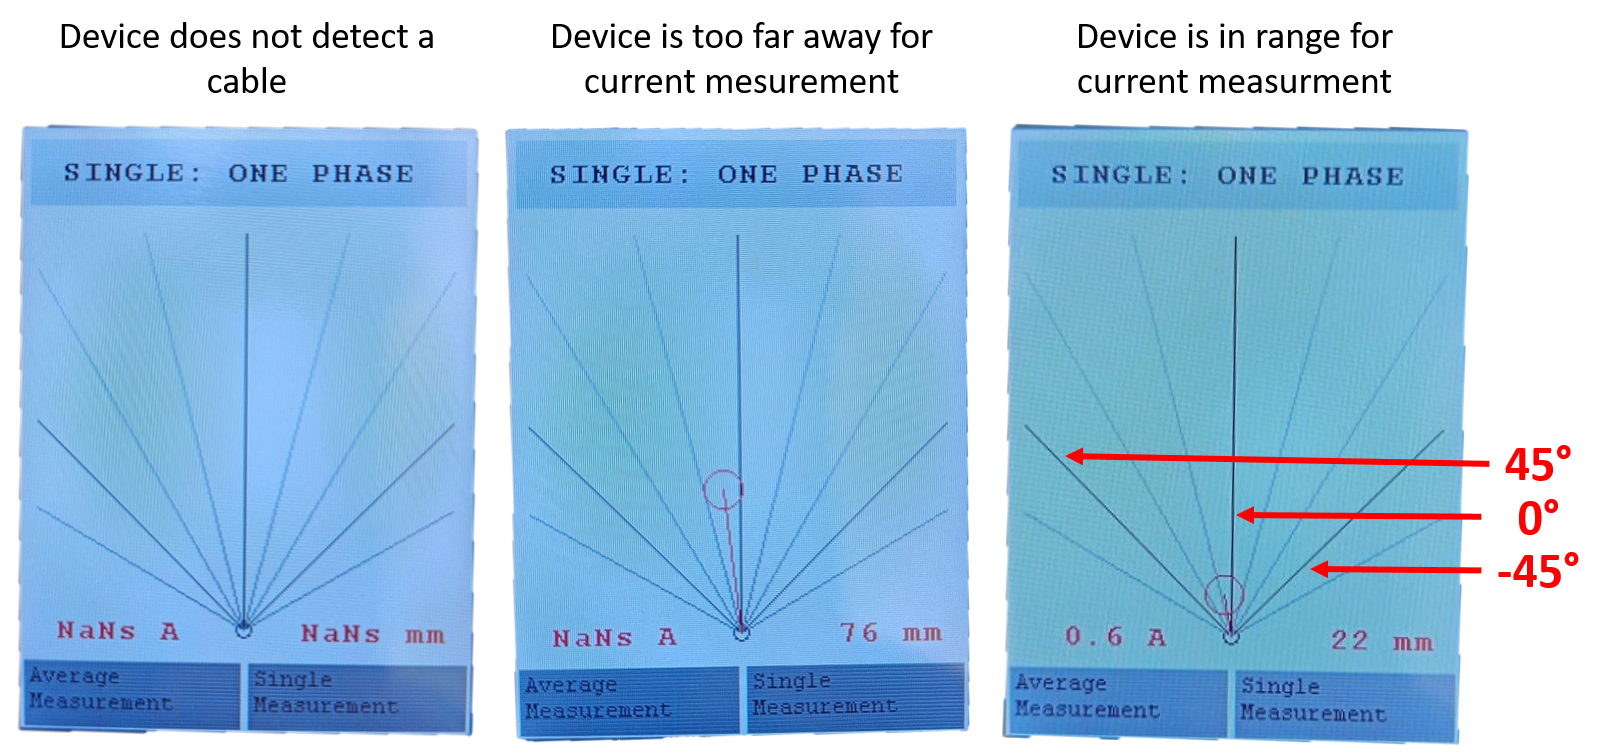 Device does not detect a
cable
Device is too far away for
current mesurement
Device is in range for
current measurment
SINGLE: ONE PHASE
NaNs A
NaNs mm
Average
Measurement
Single
Measurement
SINGLE: ONE PHASE
NaNs A
76 mm
Average
Measurement
Single
Measurement
SINGLE: ONE PHASE
45°
0°
-45°
0.6 A
22 mm
Average
Measurement
Single
Measurement